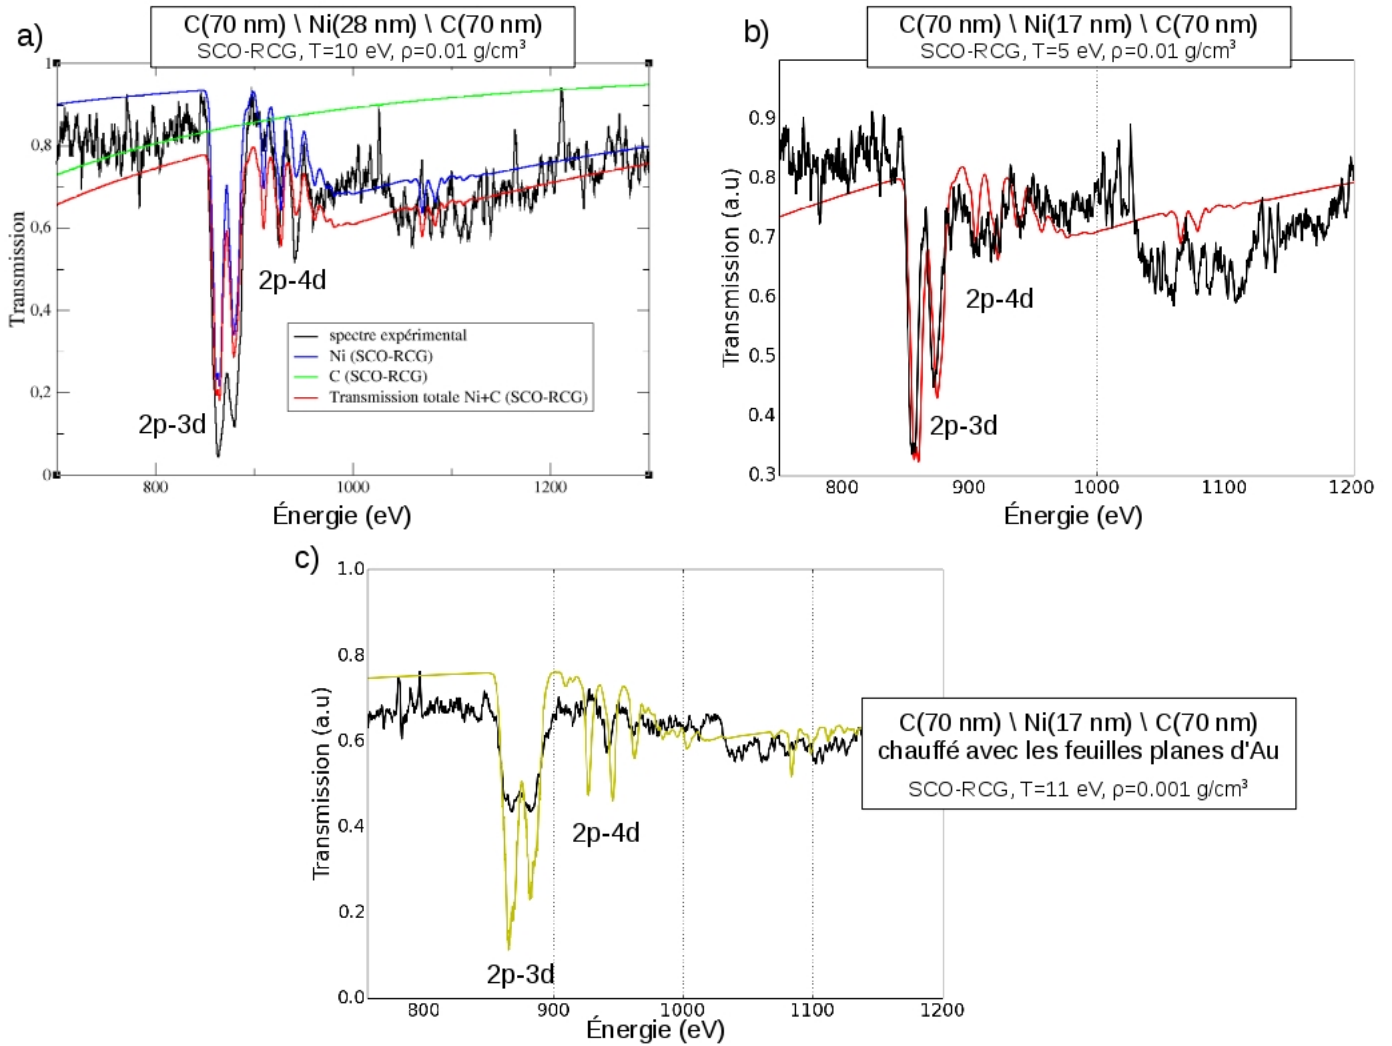 a)
C(70 nm) \ Ni(28 nm) \ C(70 nm)
SCO-RCG, T=10 eV, ρ=0.01 g/cm³
1
0.8
0.6
0.4
0.2
0
Transmission
800
1000
1200
Énergie (eV)
2p-3d
2p-4d
spectre expérimental
Ni (SCO-RCG)
C (SCO-RCG)
Transmission totale Ni+C (SCO-RCG)
b)
C(70 nm) \ Ni(17 nm) \ C(70 nm)
SCO-RCG, T=5 eV, ρ=0.01 g/cm³
0.9
0.8
0.7
0.6
0.5
0.4
0.3
Transmission (a.u)
800
900
1000
1100
1200
Énergie (eV)
2p-4d
2p-3d
c)
1.0
0.8
0.6
0.4
0.2
0.0
Transmission (a.u)
800
900
1000
1100
1200
Énergie (eV)
2p-4d
2p-3d
C(70 nm) \ Ni(17 nm) \ C(70 nm)
chauffé avec les feuilles planes d'Au
SCO-RCG, T=11 eV, ρ=0.001 g/cm³